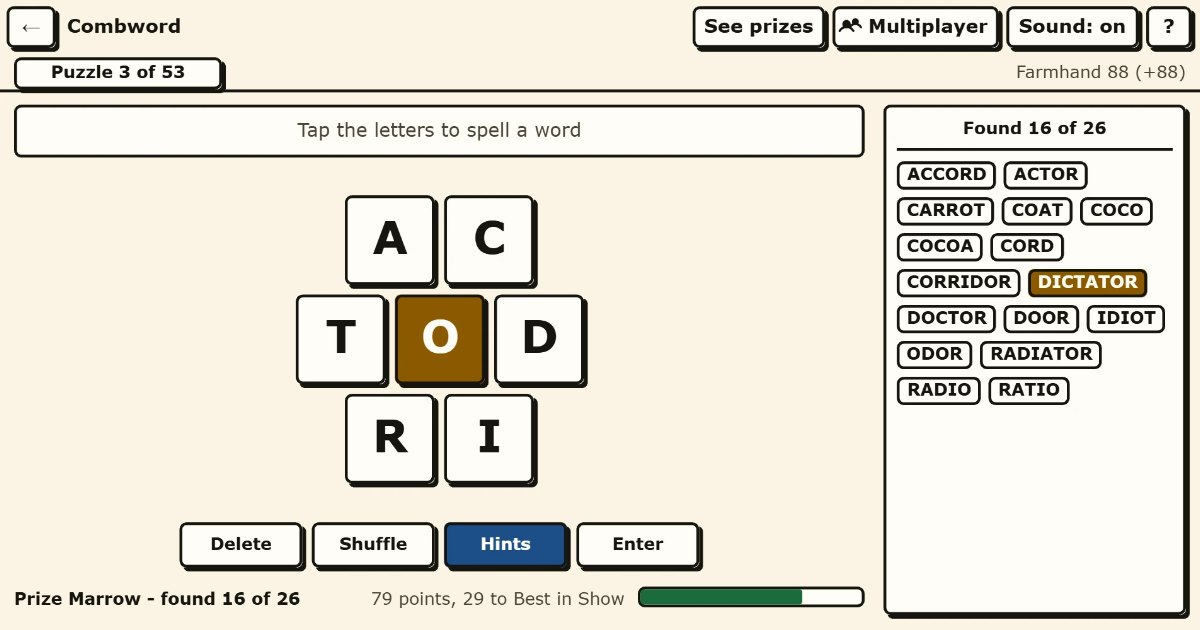 ← Combword See prizes Multiplayer Sound: on ?
Puzzle 3 of 53 Farmhand 88 (+88)
Tap the letters to spell a word
A C
T O D
R I
Delete Shuffle Hints Enter
Prize Marrow - found 16 of 26 79 points, 29 to Best in Show
Found 16 of 26
ACCORD ACTOR
CARROT COAT COCO
COCOA CORD
CORRIDOR DICTATOR
DOCTOR DOOR IDIOT
ODOR RADIATOR
RADIO RATIO